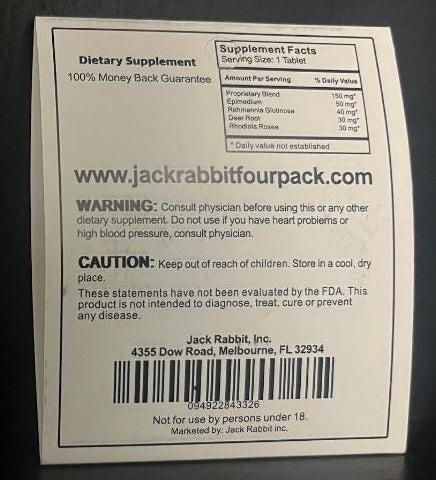 Dietary Supplement
100% Money Back Guarantee
Supplement Facts
Serving Size: 1 Tablet
Amount Per Serving % Daily Value
Proprietary Blend 150 mg*
Epimedium 50 mg*
Rehmennia Glutinosa 40 mg*
Deer Root 30 mg*
Rhodiola Rosea 30 mg*
* Daily value not established
www.jackrabbitfourpack.com
WARNING: Consult physician before using this or any other
dietary supplement. Do not use if you have heart problems or
high blood pressure, consult physician.
CAUTION: Keep out of reach of children. Store in a cool, dry
place.
These statements have not been evaluated by the FDA. This
product is not intended to diagnose, treat, cure or prevent
any disease.
Jack Rabbit, Inc.
4355 Dow Road, Melbourne, FL 32934
094922843326
Not for use by persons under 18.
Marketed by: Jack Rabbit Inc.